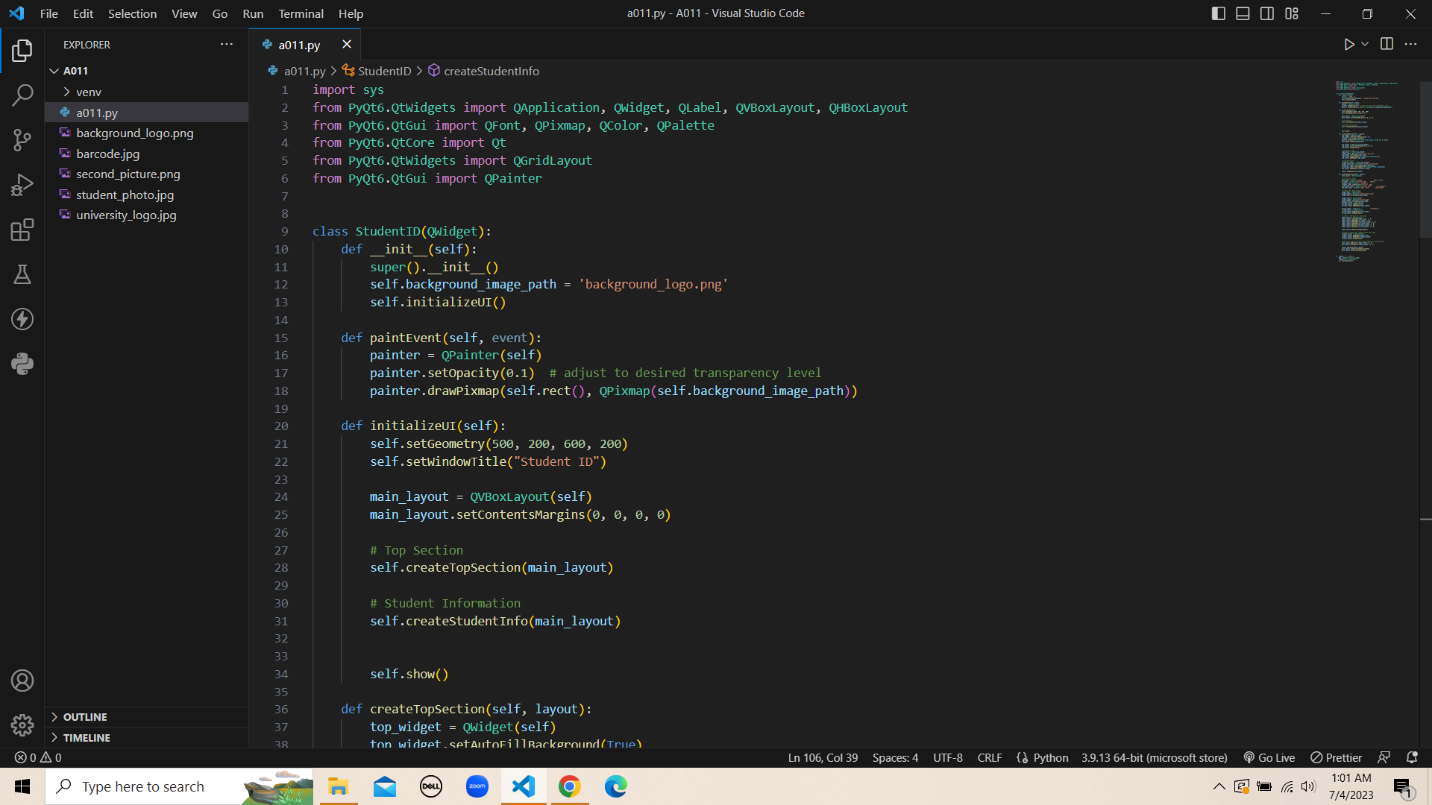 File Edit Selection View Go Run Terminal Help
a011.py - A011 - Visual Studio Code
EXPLORER
A011
venv
a011.py
background_logo.png
barcode.jpg
second_picture.png
student_photo.jpg
university_logo.jpg
OUTLINE
TIMELINE
a011.py
a011.py > StudentID > createStudentInfo
1 import sys
2 from PyQt6.QtWidgets import QApplication, QWidget, QLabel, QVBoxLayout, QHBoxLayout
3 from PyQt6.QtGui import QFont, QPixmap, QColor, QPalette
4 from PyQt6.QtCore import Qt
5 from PyQt6.QtWidgets import QGridLayout
6 from PyQt6.QtGui import QPainter
7
8
9 class StudentID(QWidget):
10 def __init__(self):
11 super().__init__()
12 self.background_image_path = 'background_logo.png'
13 self.initializeUI()
14
15 def paintEvent(self, event):
16 painter = QPainter(self)
17 painter.setOpacity(0.1)  # adjust to desired transparency level
18 painter.drawPixmap(self.rect(), QPixmap(self.background_image_path))
19
20 def initializeUI(self):
21 self.setGeometry(500, 200, 600, 200)
22 self.setWindowTitle("Student ID")
23
24 main_layout = QVBoxLayout(self)
25 main_layout.setContentsMargins(0, 0, 0, 0)
26
27 # Top Section
28 self.createTopSection(main_layout)
29
30 # Student Information
31 self.createStudentInfo(main_layout)
32
33
34 self.show()
35
36 def createTopSection(self, layout):
37 top_widget = QWidget(self)
38 top_widget.setAutoFillBackground(True)
0 0
Ln 106, Col 39 Spaces: 4 UTF-8 CRLF Python 3.9.13 64-bit (microsoft store) Go Live Prettier
Type here to search
DELL
zoom
1:01 AM
7/4/2023
1